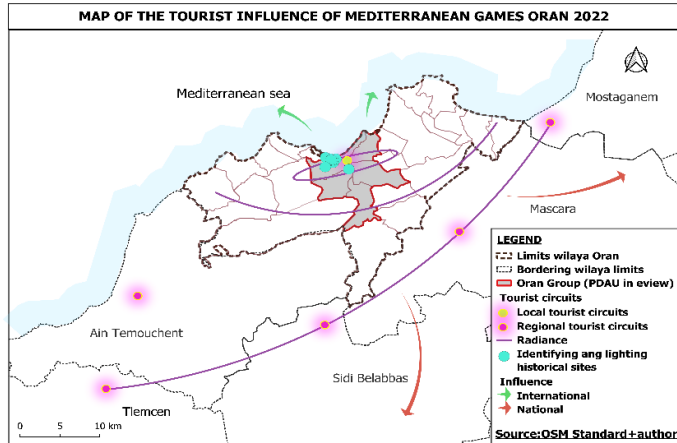 MAP OF THE TOURIST INFLUENCE OF MEDITERRANEAN GAMES ORAN 2022
Mediterranean sea
Mostaganem
Mascara
Ain Temouchent
Sidi Belabbas
Tlemcen
0 5 10 km
LEGEND
Limits wilaya Oran
Bordering wilaya limits
Oran Group (PDAU in eview)
Tourist circuits
Local tourist circuits
Regional tourist circuits
Radiance
Identifying ang lighting
historical sites
Influence
International
National
Source:OSM Standard+author